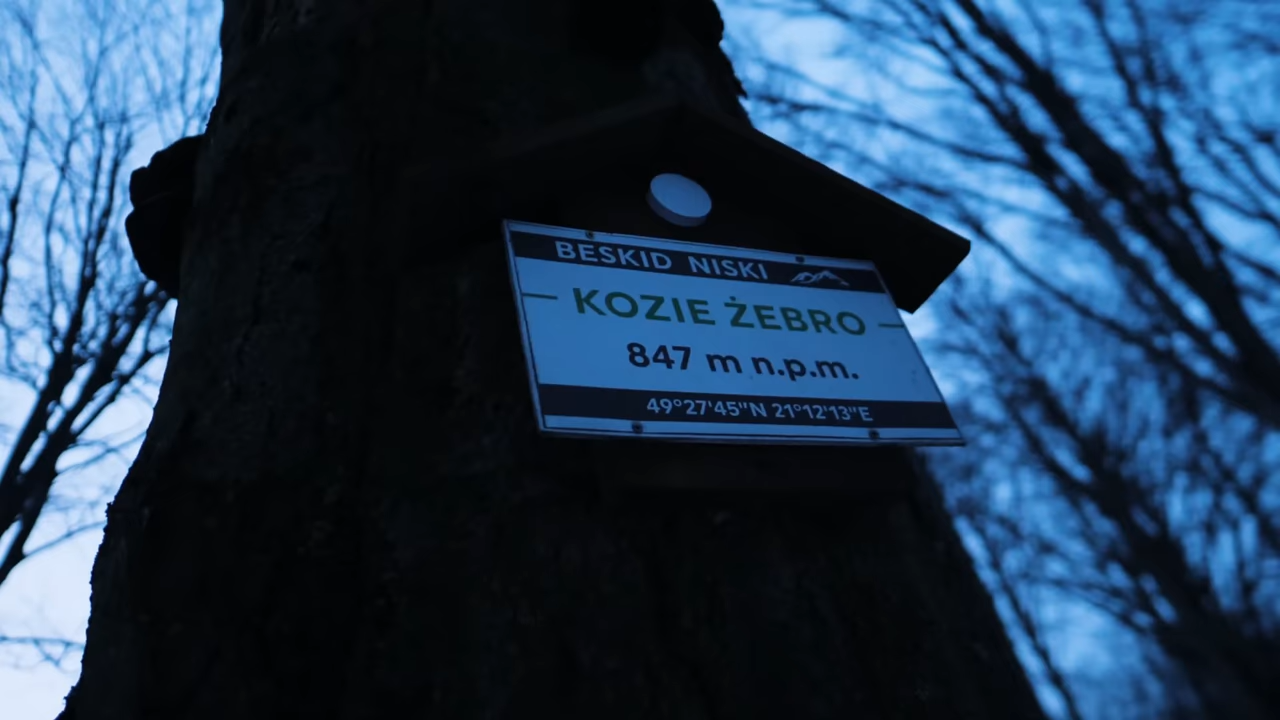 BESKID NISKI
KOZIE ŻEBRO
847 m n.p.m.
49°27'45"N 21°12'13"E